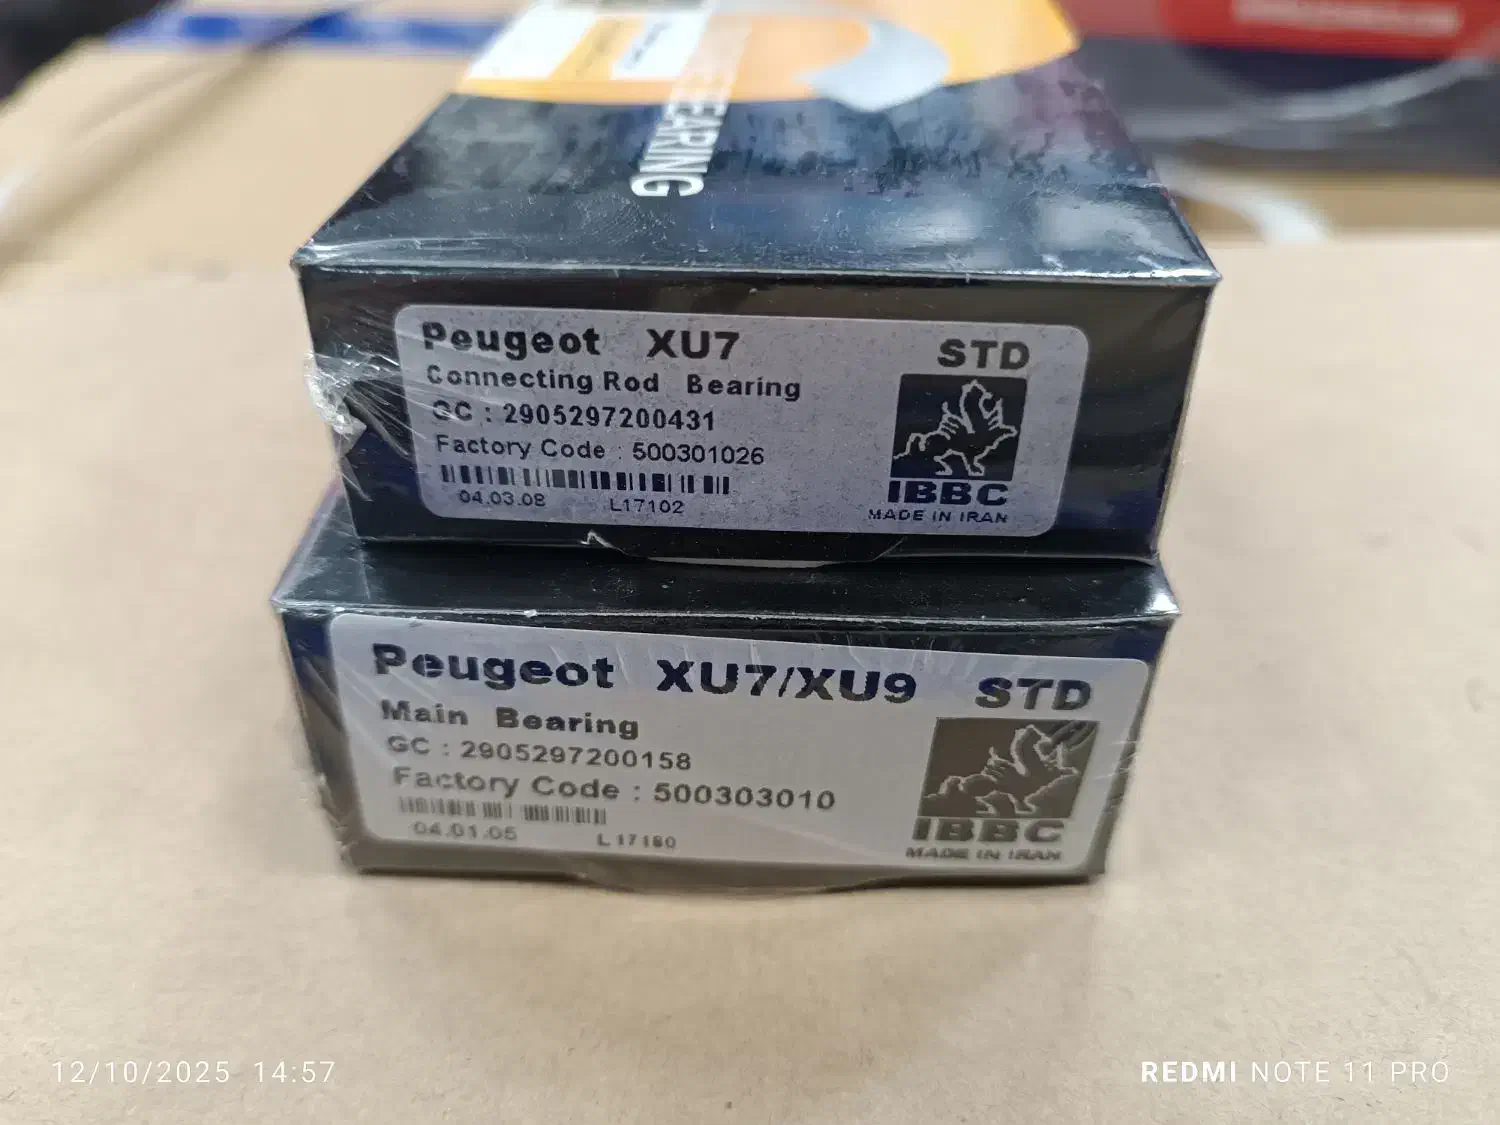 BEARING
Peugeot XU7 STD
Connecting Rod Bearing
GC : 2905297200431
Factory Code : 500301026
04.03.08 L17102
IBBC
MADE IN IRAN
Peugeot XU7/XU9 STD
Main Bearing
GC : 2905297200158
Factory Code : 500303010
04.01.05 L17180
IBBC
MADE IN IRAN
12/10/2025 14:57
REDMI NOTE 11 PRO